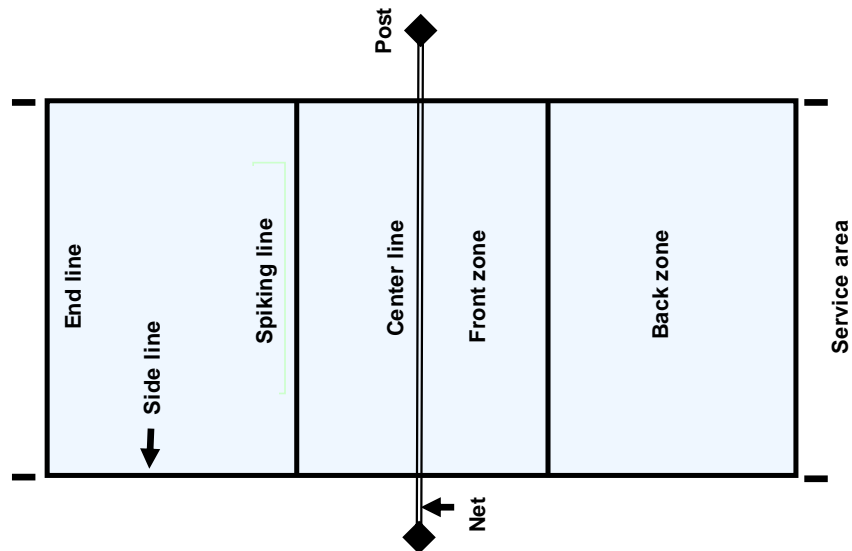 Post
End line
Side line
Spiking line
Center line
Net
Front zone
Back zone
Service area